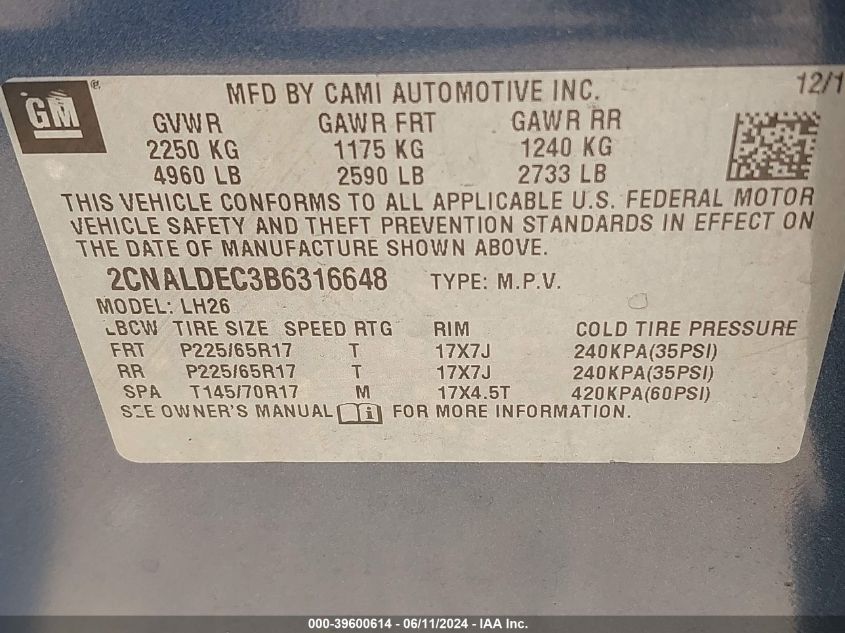 GM ®
MFD BY CAMI AUTOMOTIVE INC. 12/1
GVWR GAWR FRT GAWR RR
2250 KG 1175 KG 1240 KG
4960 LB 2590 LB 2733 LB
THIS VEHICLE CONFORMS TO ALL APPLICABLE U.S. FEDERAL MOTOR
VEHICLE SAFETY AND THEFT PREVENTION STANDARDS IN EFFECT ON
THE DATE OF MANUFACTURE SHOWN ABOVE.
2CNALDEC3B6316648 TYPE: M.P.V.
MODEL: LH26
LBCW TIRE SIZE SPEED RTG RIM COLD TIRE PRESSURE
FRT P225/65R17 T 17X7J 240KPA(35PSI)
RR P225/65R17 T 17X7J 240KPA(35PSI)
SPA T145/70R17 M 17X4.5T 420KPA(60PSI)
SEE OWNER'S MANUAL i FOR MORE INFORMATION.
000-39600614 - 06/11/2024 - IAA Inc.